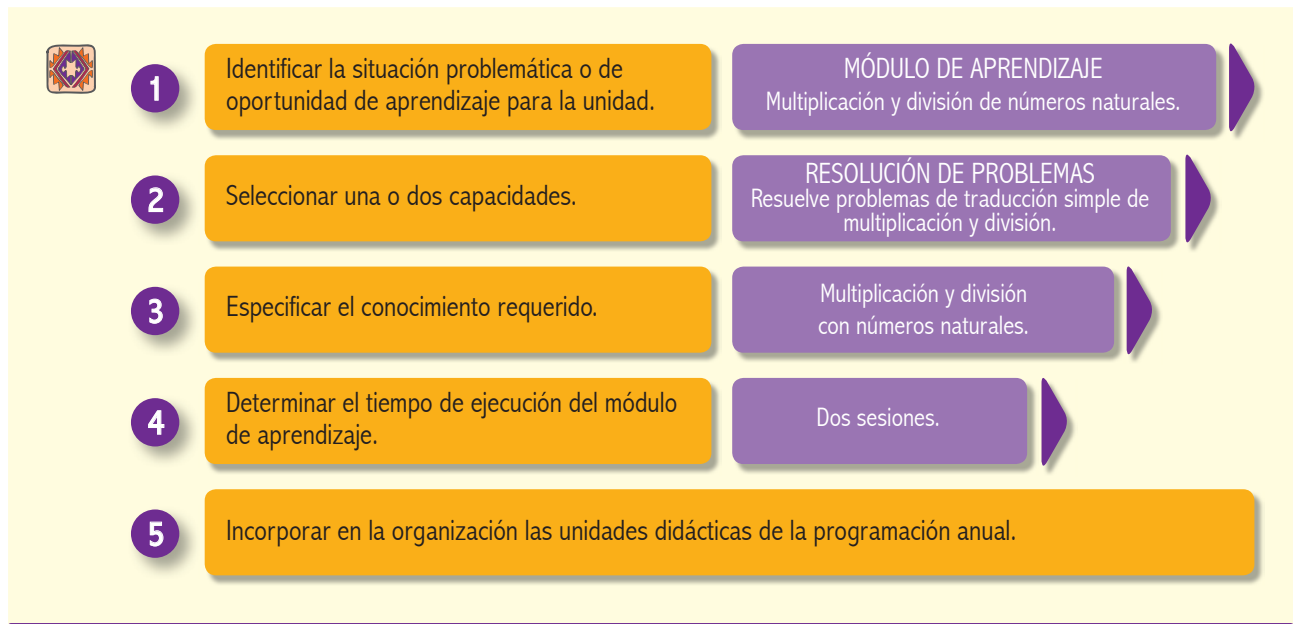 1
Identificar la situación problemática o de
oportunidad de aprendizaje para la unidad.
MÓDULO DE APRENDIZAJE
Multiplicación y división de números naturales.
2
Seleccionar una o dos capacidades.
RESOLUCIÓN DE PROBLEMAS
Resuelve problemas de traducción simple de
multiplicación y división.
3
Especificar el conocimiento requerido.
Multiplicación y división
con números naturales.
4
Determinar el tiempo de ejecución del módulo
de aprendizaje.
Dos sesiones.
5
Incorporar en la organización las unidades didácticas de la programación anual.